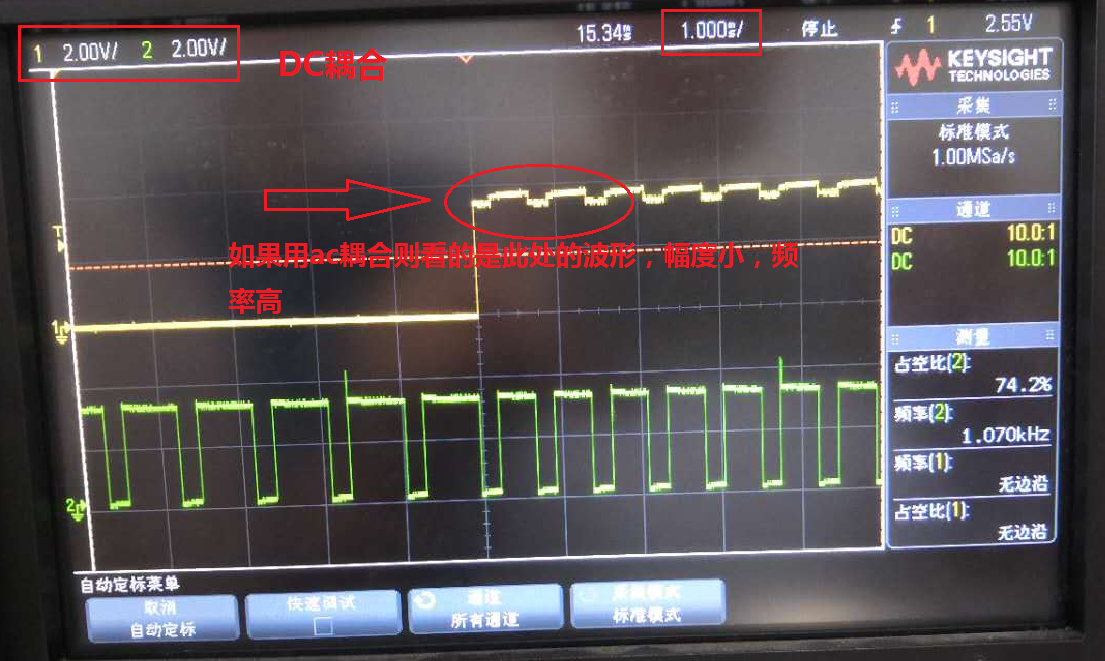 1 2.00V/ 2 2.00V/ 15.34ms 1.000ms/ 停止 1 2.55V
DC耦合
KEYSIGHT
TECHNOLOGIES
采集
标准模式
1.00MSa/s
通道
DC 10.0:1
DC 10.0:1
如果用ac耦合则看的是此处的波形，幅度小，频
率高
T
1
2
测量
占空比(2):
74.2%
频率(2):
1.070kHz
频率(1):
无边沿
占空比(1):
无边沿
自动定标菜单
取消
自动定标
快速调试
通道
所有通道
采集模式
标准模式